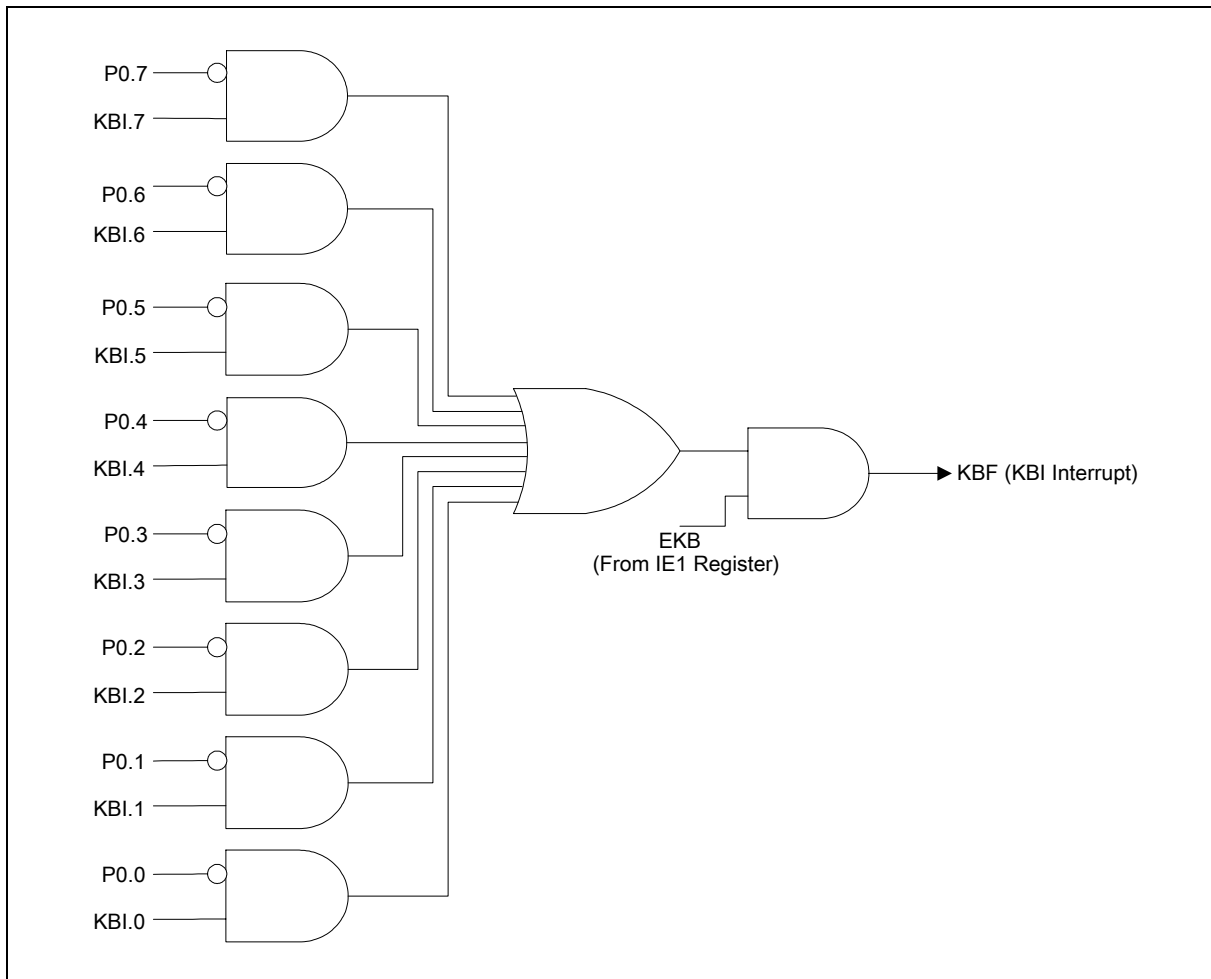 P0.7
KBI.7
P0.6
KBI.6
P0.5
KBI.5
P0.4
KBI.4
P0.3
KBI.3
P0.2
KBI.2
P0.1
KBI.1
P0.0
KBI.0
EKB
(From IE1 Register)
KBF (KBI Interrupt)